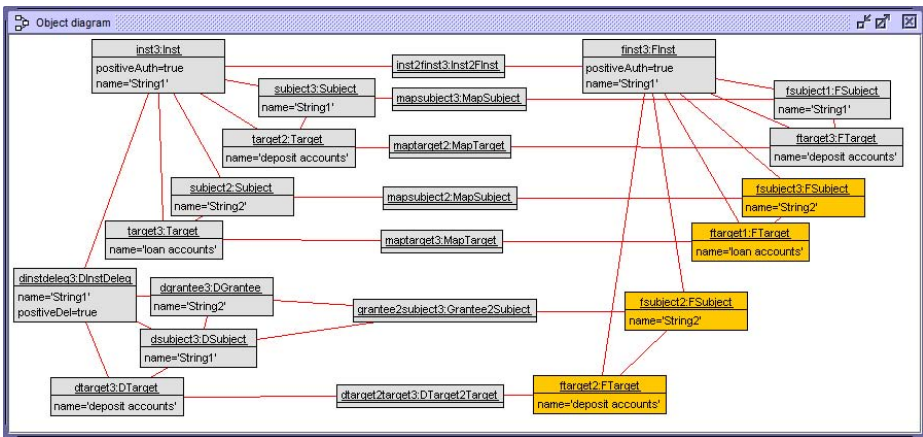 Object diagram
inst3:Inst
positiveAuth=true
name='String1'
inst2finst3:Inst2FInst
finst3:FInst
positiveAuth=true
name='String1'
subject3:Subject
name='String1'
mapsubject3:MapSubject
fsubject1:FSubject
name='String1'
target2:Target
name='deposit accounts'
maptarget2:MapTarget
ftarget3:FTarget
name='deposit accounts'
subject2:Subject
name='String2'
mapsubject2:MapSubject
fsubject3:FSubject
name='String2'
target3:Target
name='loan accounts'
maptarget3:MapTarget
ftarget1:FTarget
name='loan accounts'
dinstdeleg3:DInstDeleg
name='String1'
positiveDel=true
dgrantee3:DGrantee
name='String2'
grantee2subject3:Grantee2Subject
fsubject2:FSubject
name='String2'
dsubject3:DSubject
name='String1'
dtarget3:DTarget
name='deposit accounts'
dtarget2target3:DTarget2Target
ftarget2:FTarget
name='deposit accounts'